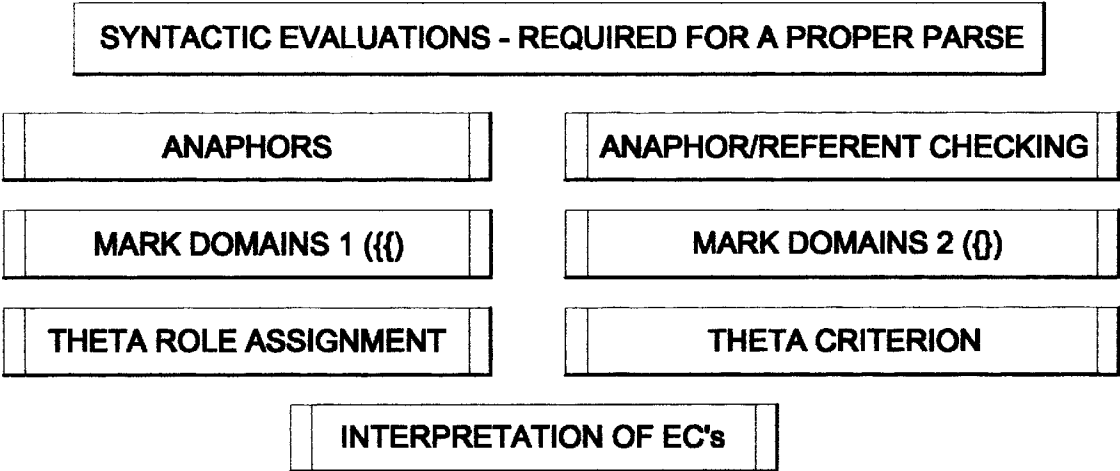 SYNTACTIC EVALUATIONS - REQUIRED FOR A PROPER PARSE
ANAPHORS
ANAPHOR/REFERENT CHECKING
MARK DOMAINS 1 ({{)
MARK DOMAINS 2 ({})
THETA ROLE ASSIGNMENT
THETA CRITERION
INTERPRETATION OF EC's